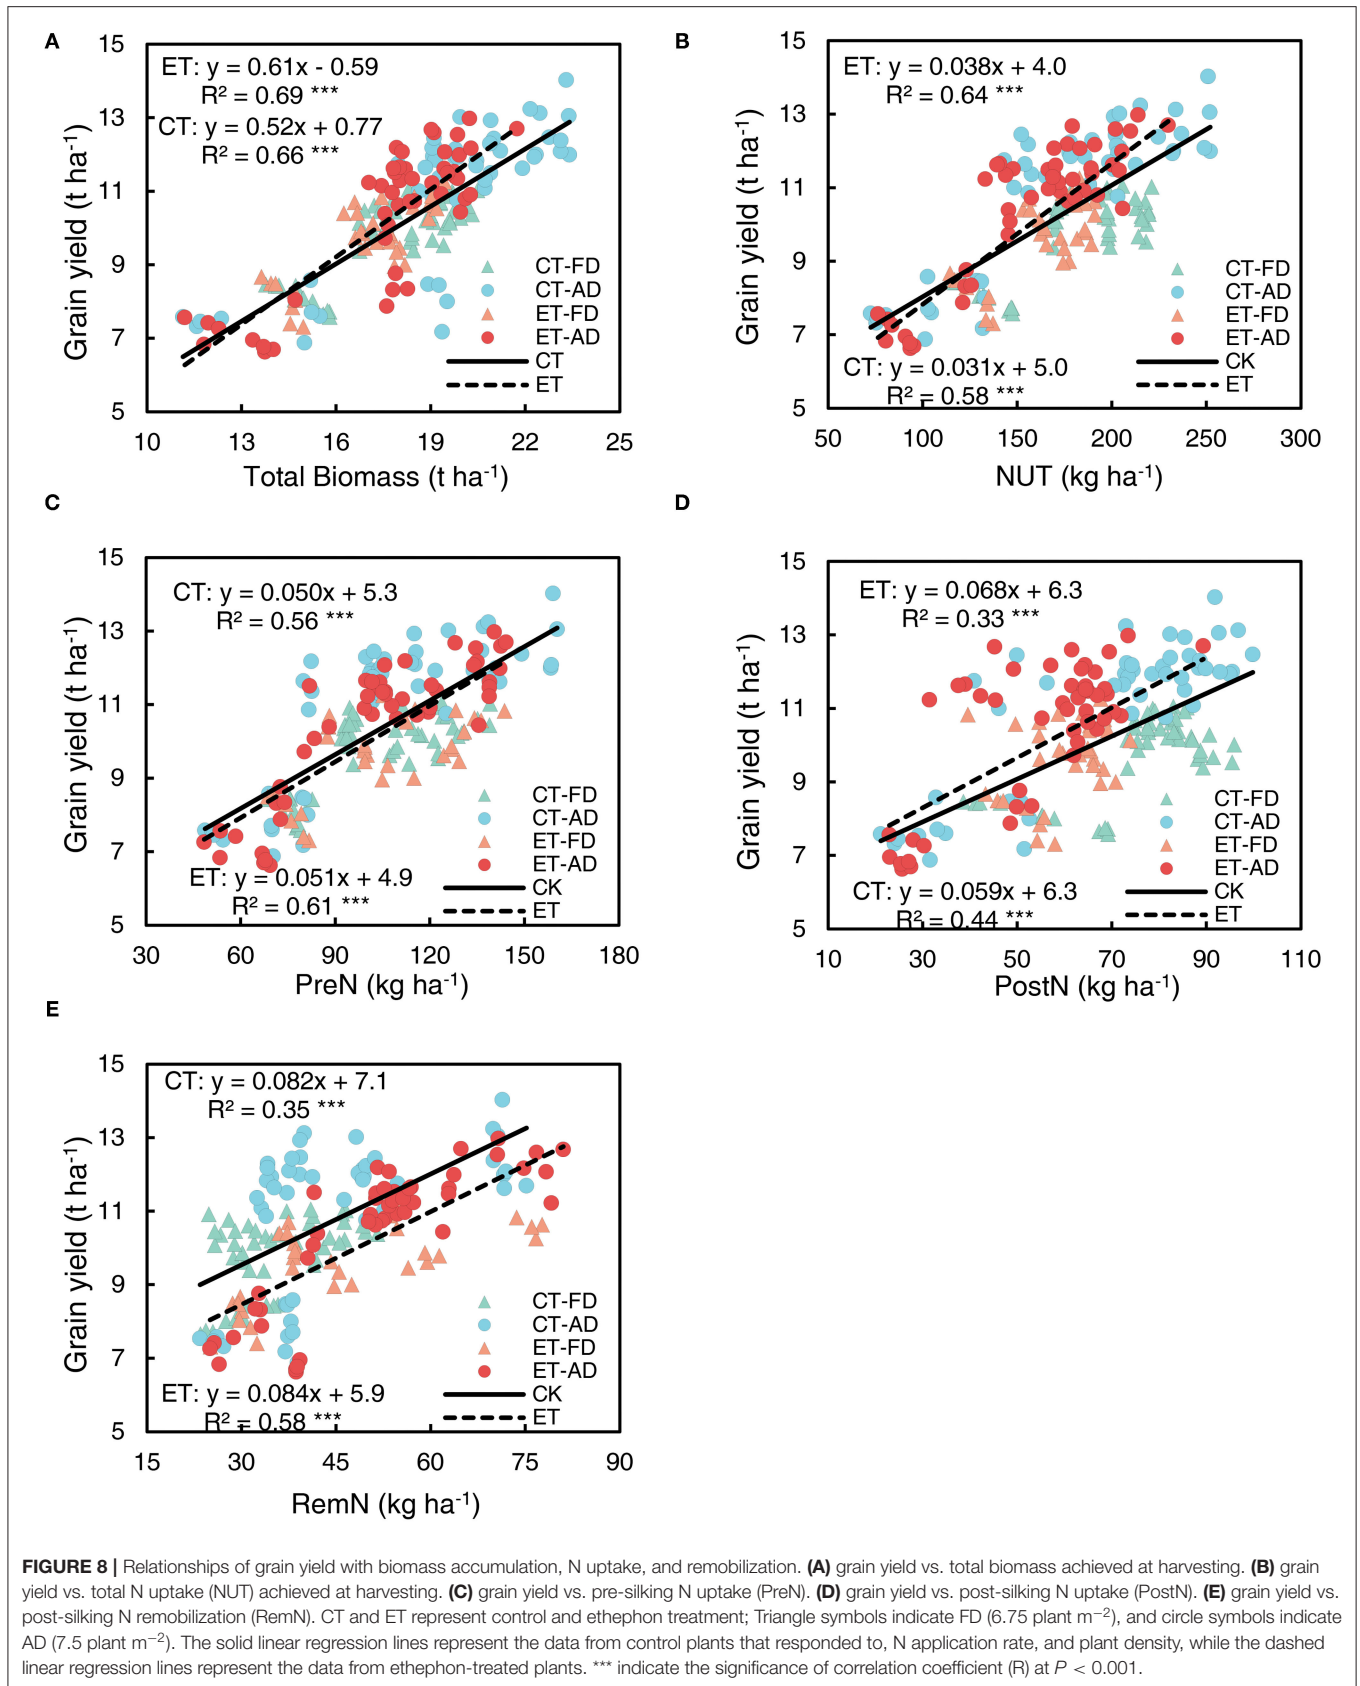 A
15
13
11
9
7
5
Grain yield (t ha-1)
ET: y = 0.61x - 0.59
R² = 0.69 ***
CT: y = 0.52x + 0.77
R² = 0.66 ***
CT-FD
CT-AD
ET-FD
ET-AD
CT
ET
10 13 16 19 22 25
Total Biomass (t ha-1)
B
15
13
11
9
7
5
Grain yield (t ha-1)
ET: y = 0.038x + 4.0
R² = 0.64 ***
CT-FD
CT-AD
ET-FD
ET-AD
CK
ET
CT: y = 0.031x + 5.0
R² = 0.58 ***
50 100 150 200 250 300
NUT (kg ha-1)
C
15
13
11
9
7
5
Grain yield (t ha-1)
CT: y = 0.050x + 5.3
R² = 0.56 ***
CT-FD
CT-AD
ET-FD
ET-AD
CK
ET
ET: y = 0.051x + 4.9
R² = 0.61 ***
30 60 90 120 150 180
PreN (kg ha-1)
D
15
13
11
9
7
5
Grain yield (t ha-1)
ET: y = 0.068x + 6.3
R² = 0.33 ***
CT-FD
CT-AD
ET-FD
ET-AD
CK
ET
CT: y = 0.059x + 6.3
R² = 0.44 ***
10 30 50 70 90 110
PostN (kg ha-1)
E
15
13
11
9
7
5
Grain yield (t ha-1)
CT: y = 0.082x + 7.1
R² = 0.35 ***
CT-FD
CT-AD
ET-FD
ET-AD
CK
ET
ET: y = 0.084x + 5.9
R² = 0.58 ***
15 30 45 60 75 90
RemN (kg ha-1)
FIGURE 8 | Relationships of grain yield with biomass accumulation, N uptake, and remobilization. (A) grain yield vs. total biomass achieved at harvesting. (B) grain
yield vs. total N uptake (NUT) achieved at harvesting. (C) grain yield vs. pre-silking N uptake (PreN). (D) grain yield vs. post-silking N uptake (PostN). (E) grain yield vs.
post-silking N remobilization (RemN). CT and ET represent control and ethephon treatment; Triangle symbols indicate FD (6.75 plant m−2), and circle symbols indicate
AD (7.5 plant m−2). The solid linear regression lines represent the data from control plants that responded to, N application rate, and plant density, while the dashed
linear regression lines represent the data from ethephon-treated plants. *** indicate the significance of correlation coefficient (R) at P < 0.001.